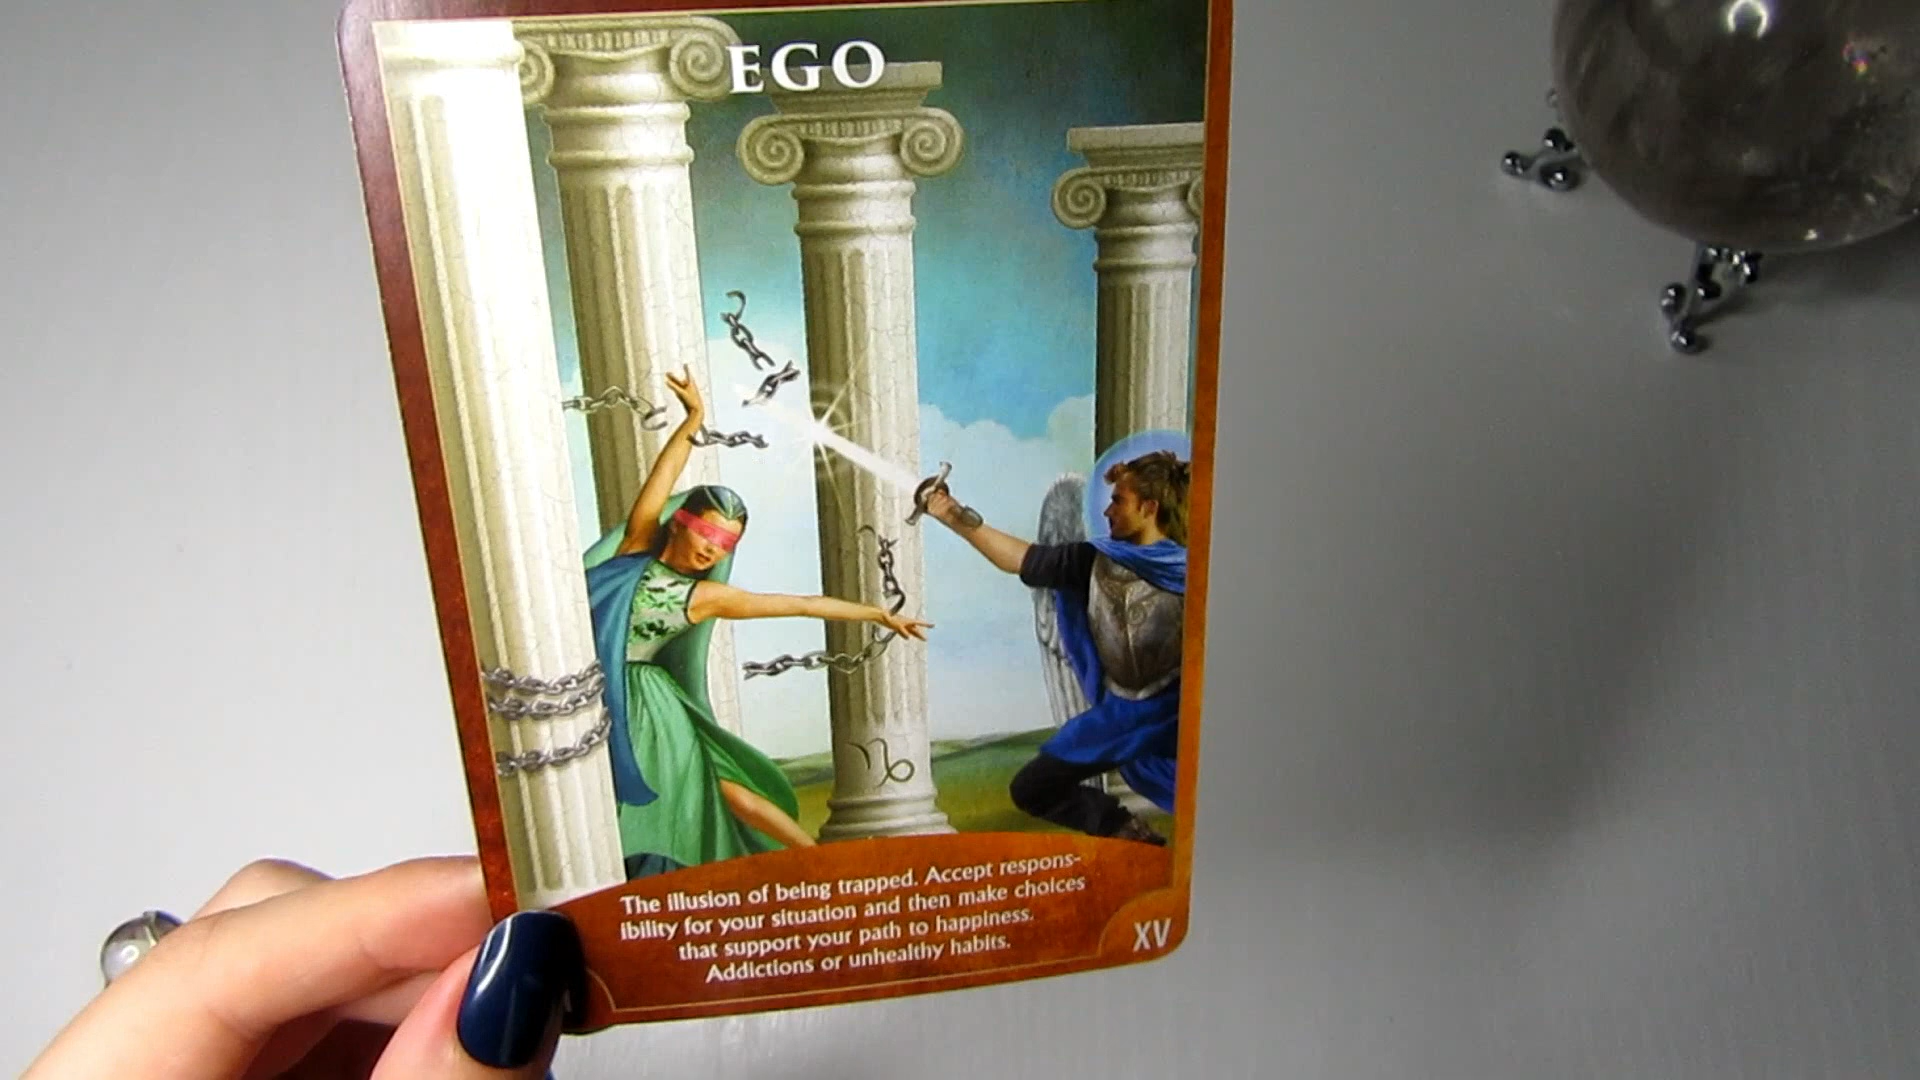 EGO
The illusion of being trapped. Accept respons-
ibility for your situation and then make choices
that support your path to happiness.
Addictions or unhealthy habits.
XV